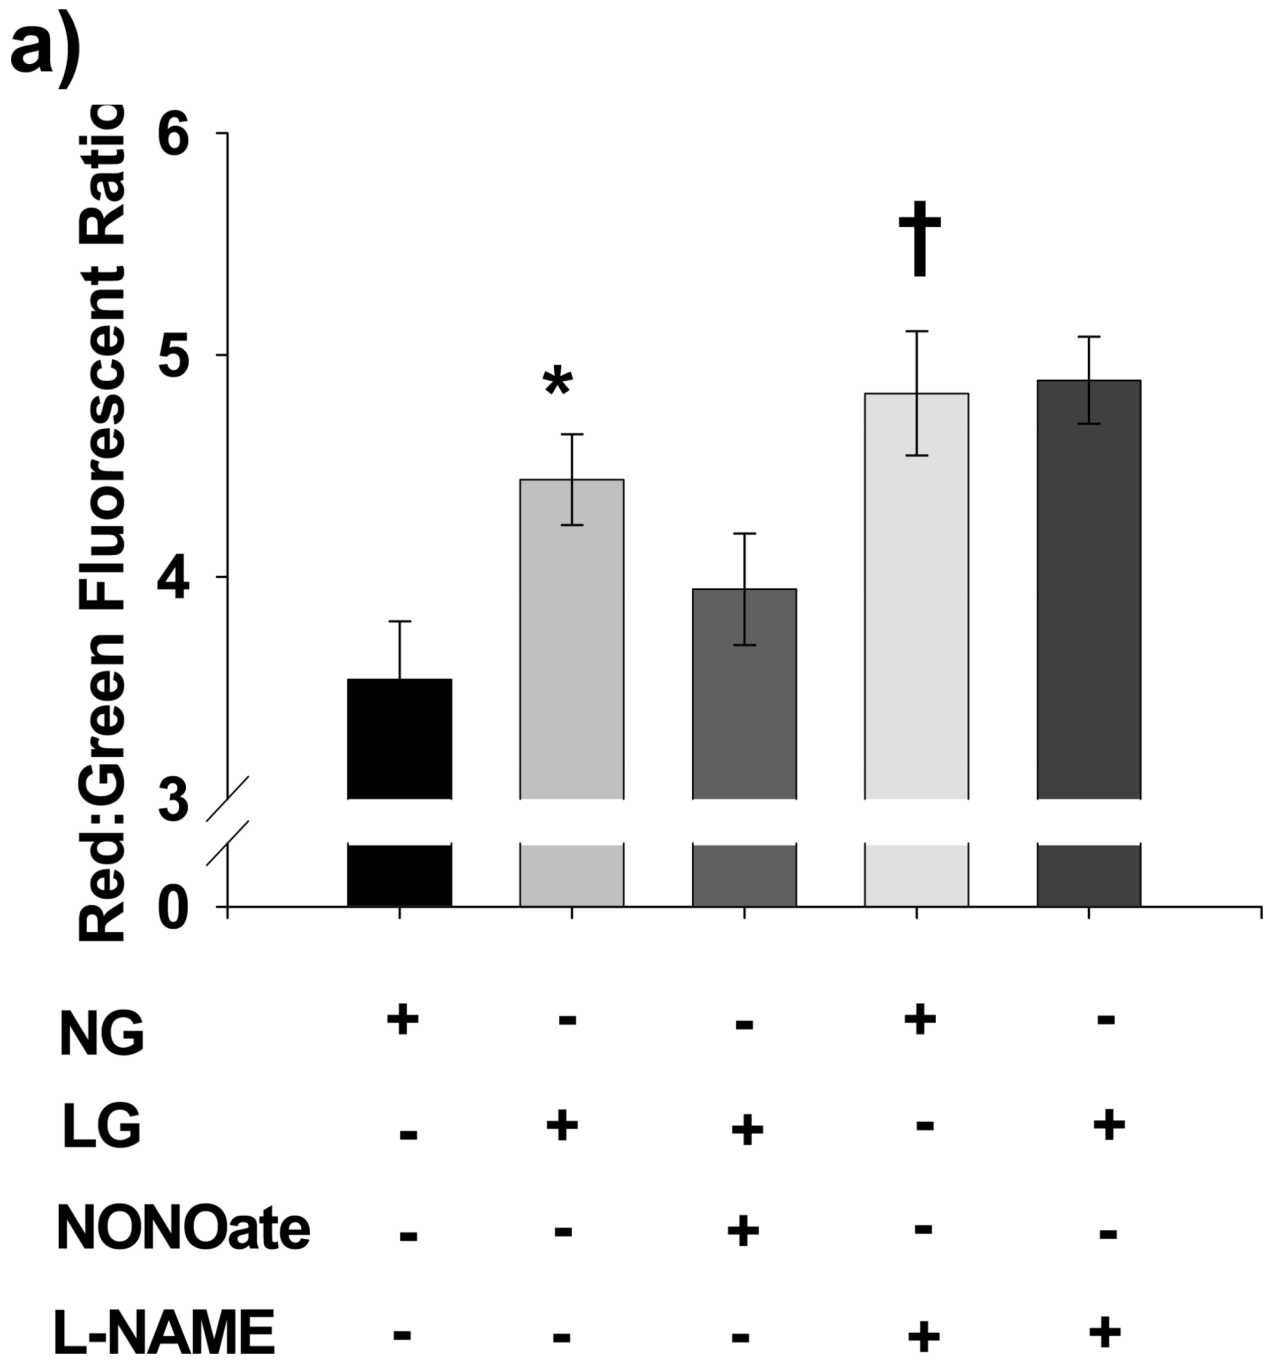 a)
Red:Green Fluorescent Ratio
6
5
*
†
4
3
0
NG + - - + -
LG - + + - +
NONOate - - + - -
L-NAME - - - + +